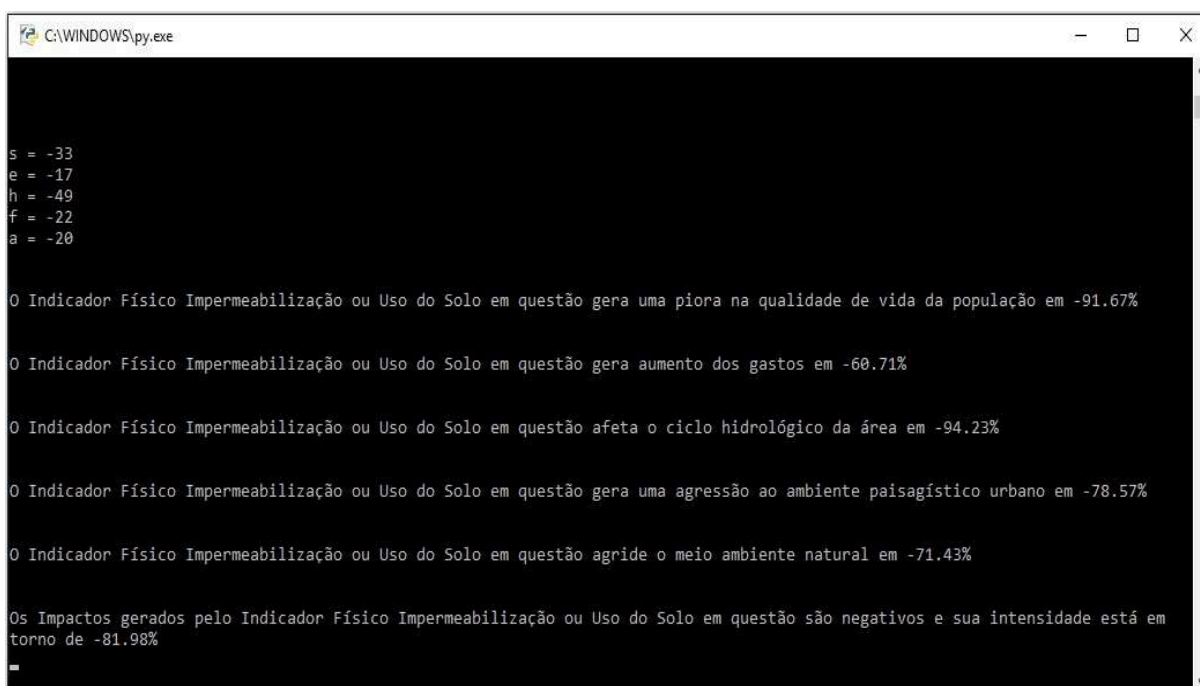 C:\WINDOWS\py.exe
s = -33
e = -17
h = -49
f = -22
a = -20
O Indicador Físico Impermeabilização ou Uso do Solo em questão gera uma piora na qualidade de vida da população em -91.67%
O Indicador Físico Impermeabilização ou Uso do Solo em questão gera aumento dos gastos em -60.71%
O Indicador Físico Impermeabilização ou Uso do Solo em questão afeta o ciclo hidrológico da área em -94.23%
O Indicador Físico Impermeabilização ou Uso do Solo em questão gera uma agressão ao ambiente paisagístico urbano em -78.57%
O Indicador Físico Impermeabilização ou Uso do Solo em questão agride o meio ambiente natural em -71.43%
Os Impactos gerados pelo Indicador Físico Impermeabilização ou Uso do Solo em questão são negativos e sua intensidade está em
torno de -81.98%